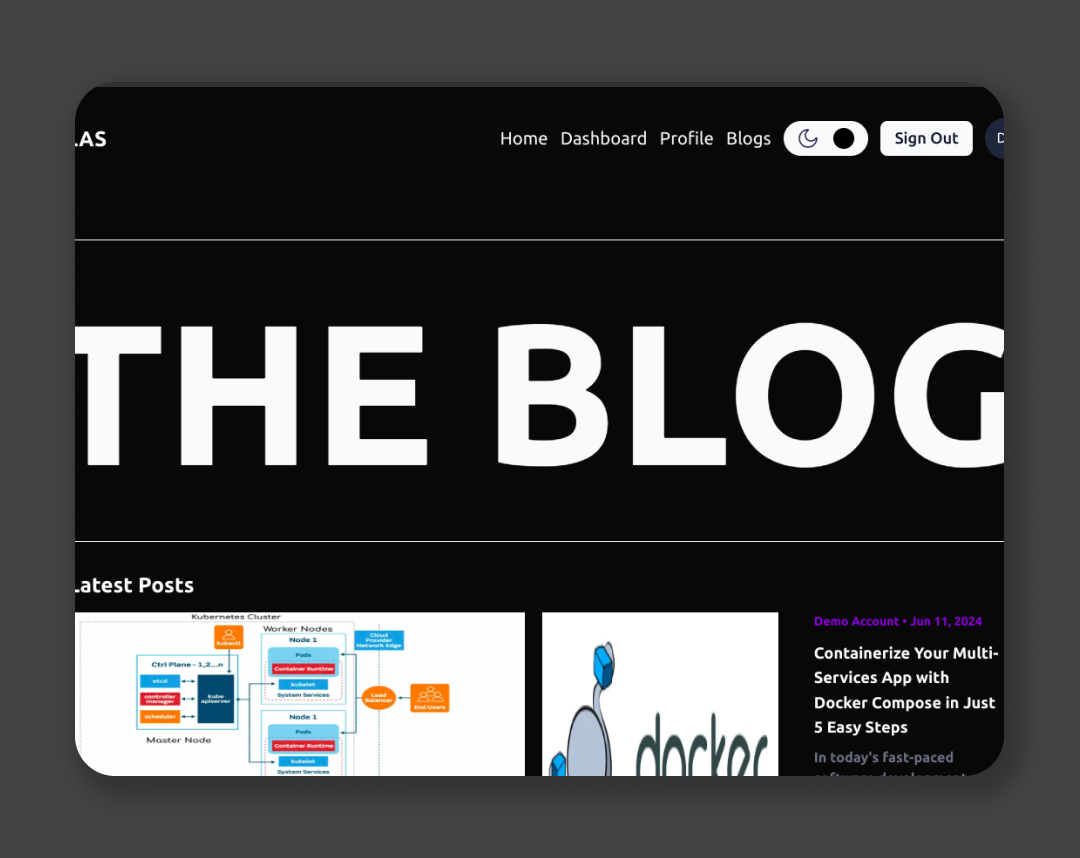 LAS
Home Dashboard Profile Blogs Sign Out D
THE BLOG
Latest Posts
Kubernetes Cluster
kubectl
Worker Nodes
Node 1
Cloud
Provider
Network Edge
Pods
Container Runtime
kubelet
System Services
Ctrl Plane - 1,2...n
etcd
controller
manager
scheduler
kube
apiserver
Load
Balancer
End Users
Master Node
Node 1
Pods
Container Runtime
kubelet
System Services
docker
Demo Account • Jun 11, 2024
Containerize Your Multi-
Services App with
Docker Compose in Just
5 Easy Steps
In today's fast-paced
software development